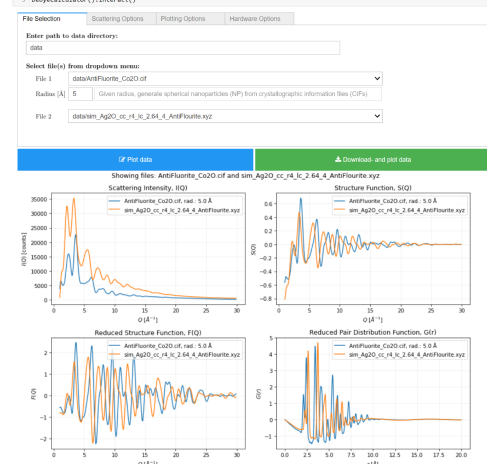 DebyeCalculator().interact()
File Selection
Scattering Options
Plotting Options
Hardware Options
Enter path to data directory:
data
Select file(s) from dropdown menu:
File 1
data/AntiFluorite_Co2O.cif
Radius [Å]
5
Given radius, generate spherical nanoparticles (NP) from crystallographic information files (CIFs)
File 2
data/sim_Ag2O_cc_r4_lc_2.64_4_AntiFlourite.xyz
Plot data
Download- and plot data
Showing files: AntiFluorite_Co2O.cif and sim_Ag2O_cc_r4_lc_2.64_4_AntiFlourite.xyz
Scattering Intensity, I(Q)
35000
30000
25000
20000
15000
10000
5000
0
I(Q) [counts]
AntiFluorite_Co2O.cif, rad.: 5.0 Å
sim_Ag2O_cc_r4_lc_2.64_4_AntiFlourite.xyz
0 5 10 15 20 25 30
Q [Å⁻¹]
Structure Function, S(Q)
0.6
0.4
0.2
0.0
−0.2
−0.4
−0.6
−0.8
S(Q)
AntiFluorite_Co2O.cif, rad.: 5.0 Å
sim_Ag2O_cc_r4_lc_2.64_4_AntiFlourite.xyz
0 5 10 15 20 25 30
Q [Å⁻¹]
Reduced Structure Function, F(Q)
2
1
0
−1
−2
F(Q)
AntiFluorite_Co2O.cif, rad.: 5.0 Å
sim_Ag2O_cc_r4_lc_2.64_4_AntiFlourite.xyz
0 5 10 15 20 25 30
Q [Å⁻¹]
Reduced Pair Distribution Function, G(r)
5
4
3
2
1
0
−1
G(r)
AntiFluorite_Co2O.cif, rad.: 5.0 Å
sim_Ag2O_cc_r4_lc_2.64_4_AntiFlourite.xyz
0.0 2.5 5.0 7.5 10.0 12.5 15.0 17.5 20.0
r [Å]